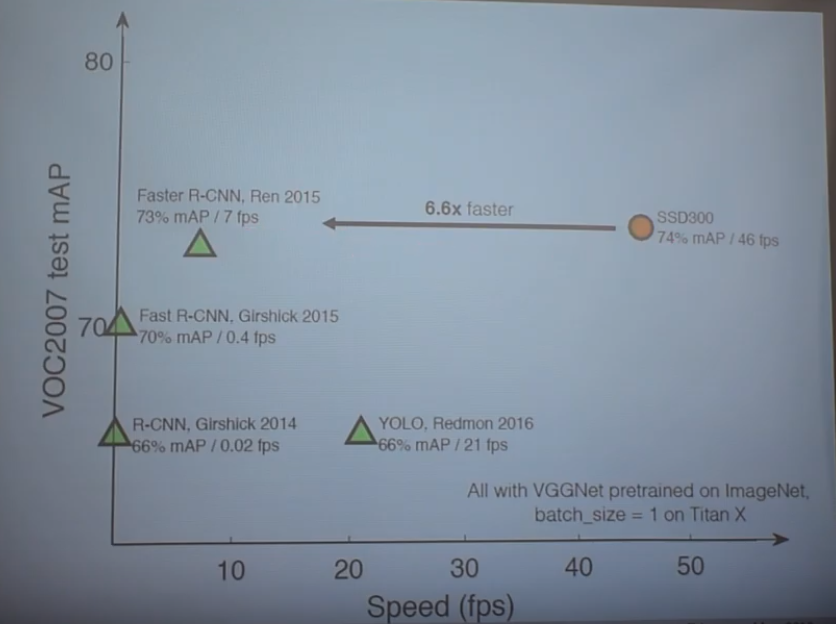 80
VOC2007 test mAP
Faster R-CNN, Ren 2015
73% mAP / 7 fps
6.6x faster
SSD300
74% mAP / 46 fps
70
Fast R-CNN, Girshick 2015
70% mAP / 0.4 fps
R-CNN, Girshick 2014
66% mAP / 0.02 fps
YOLO, Redmon 2016
66% mAP / 21 fps
All with VGGNet pretrained on ImageNet,
batch_size = 1 on Titan X
10 20 30 40 50
Speed (fps)